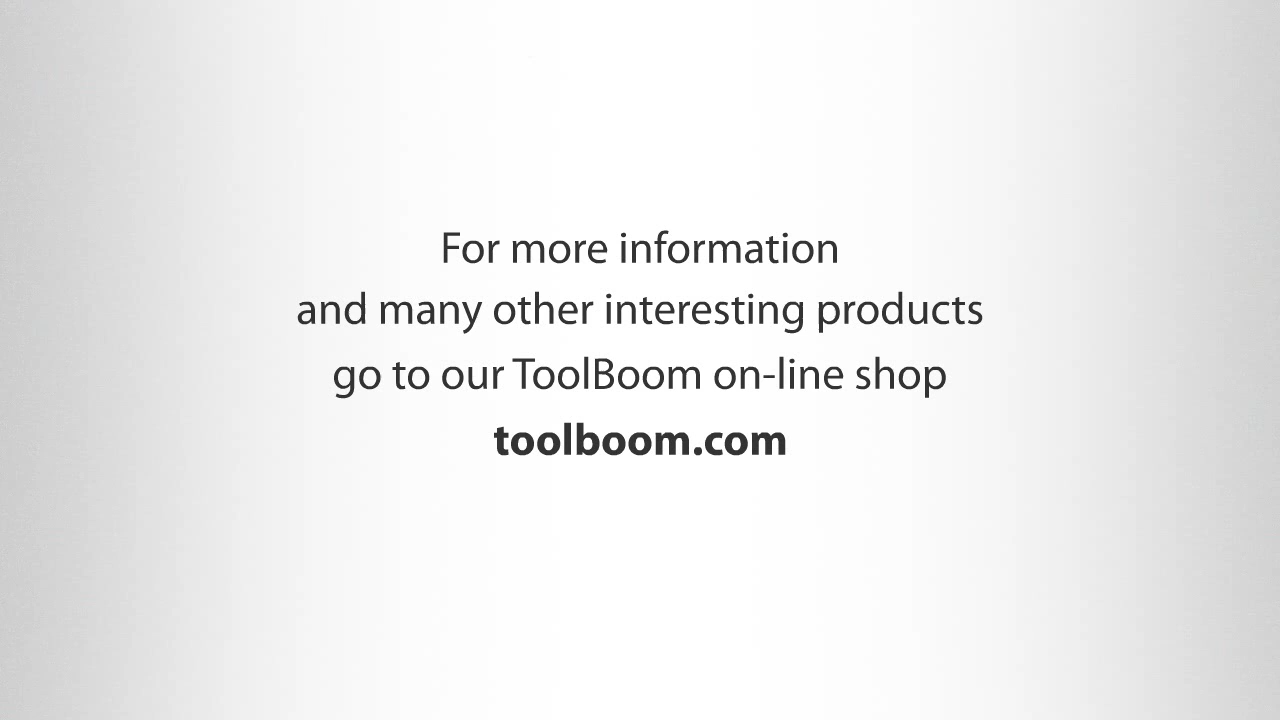 For more information
and many other interesting products
go to our ToolBoom on-line shop
toolboom.com